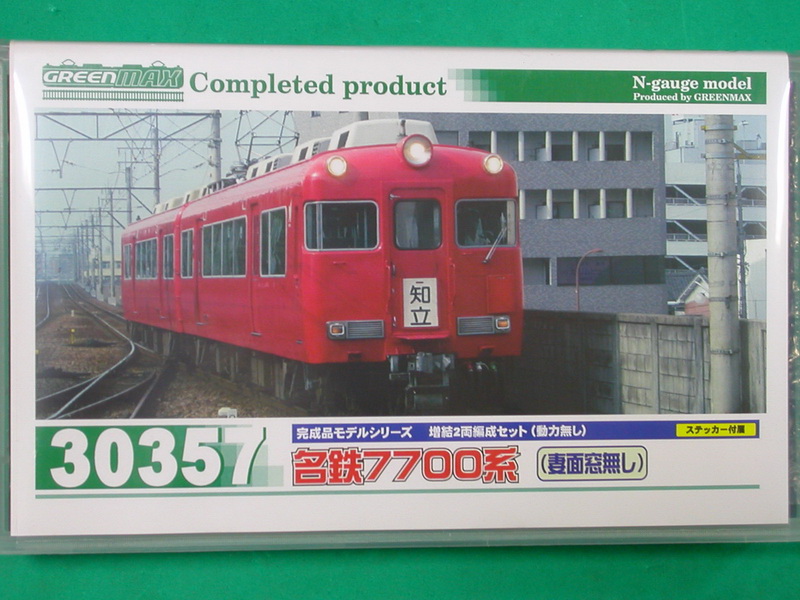 GREENMAX Completed product
N-gauge model
Produced by GREENMAX
知立
30357
完成品モデルシリーズ 増結2両編成セット(動力無し)
ステッカー付属
名鉄7700系
(妻面窓無し)